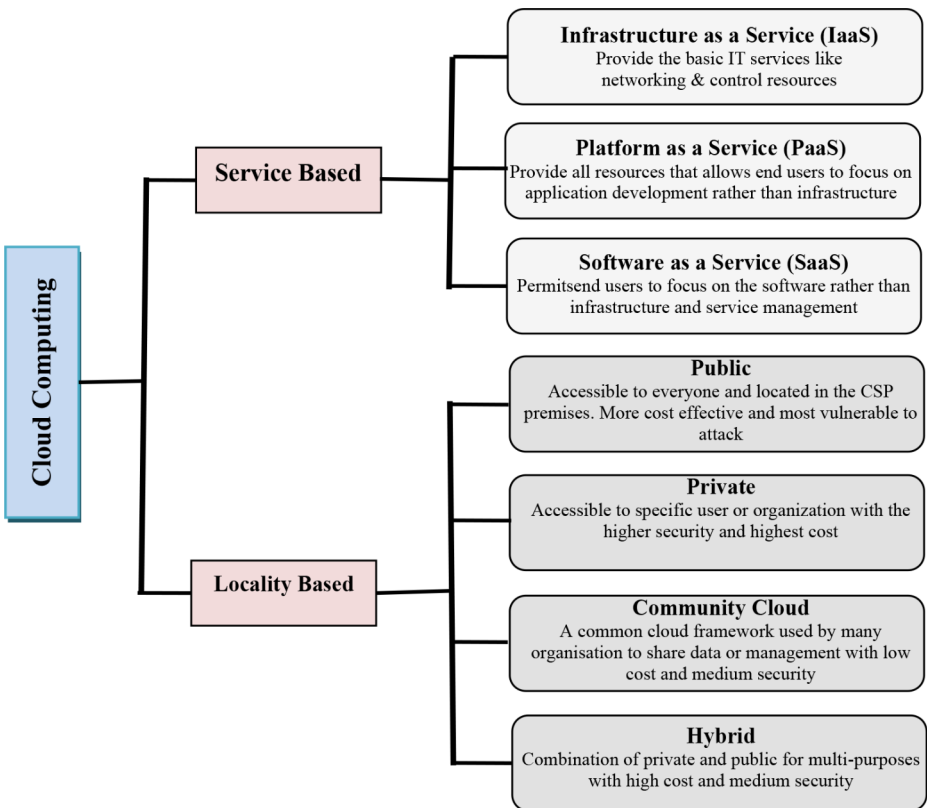 Cloud Computing
Service Based
Infrastructure as a Service (IaaS)
Provide the basic IT services like
networking & control resources
Platform as a Service (PaaS)
Provide all resources that allows end users to focus on
application development rather than infrastructure
Software as a Service (SaaS)
Permitsend users to focus on the software rather than
infrastructure and service management
Locality Based
Public
Accessible to everyone and located in the CSP
premises. More cost effective and most vulnerable to
attack
Private
Accessible to specific user or organization with the
higher security and highest cost
Community Cloud
A common cloud framework used by many
organisation to share data or management with low
cost and medium security
Hybrid
Combination of private and public for multi-purposes
with high cost and medium security